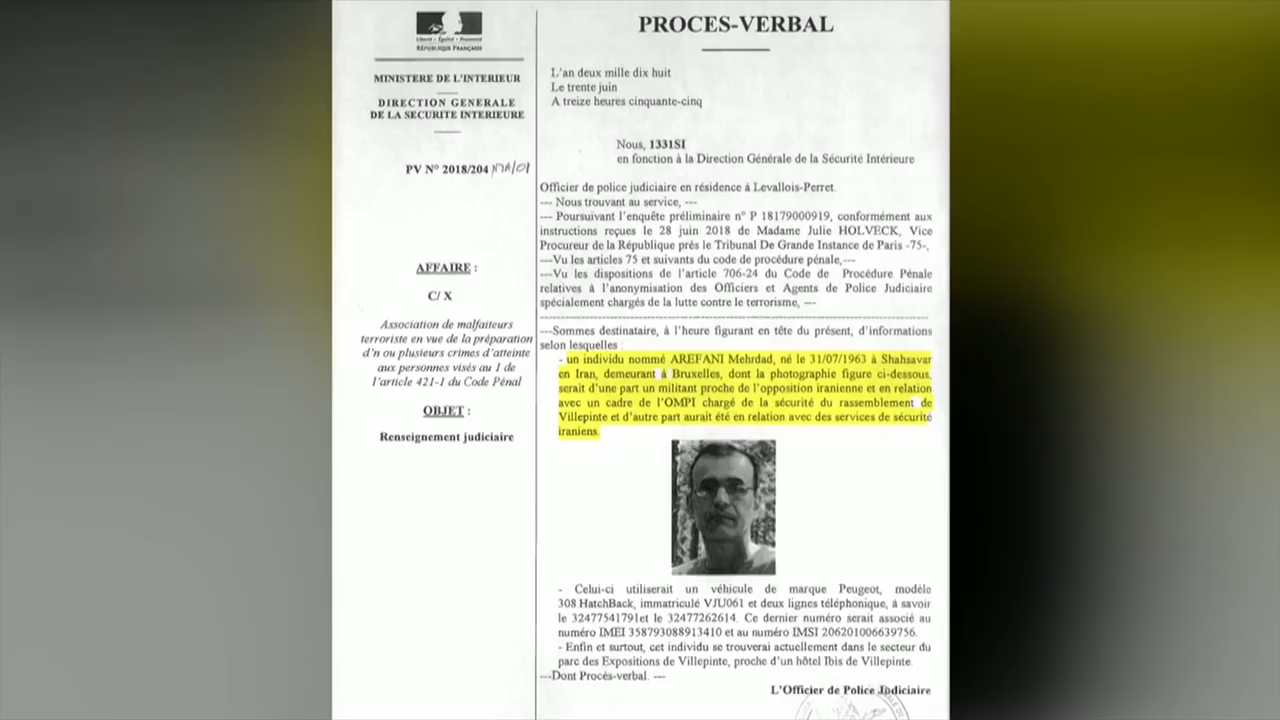 Liberté • Égalité • Fraternité
RÉPUBLIQUE FRANÇAISE
MINISTERE DE L'INTERIEUR
DIRECTION GENERALE
DE LA SECURITE INTERIEURE
PV N° 2018/204
AFFAIRE :
C/ X
Association de malfaiteurs
terroriste en vue de la préparation
d'n ou plusieurs crimes d'atteinte
aux personnes visés au 1 de
l'article 421-1 du Code Pénal
OBJET :
Renseignement judiciaire
PROCES-VERBAL
L'an deux mille dix huit
Le trente juin
A treize heures cinquante-cinq
Nous, 1331SI
en fonction à la Direction Générale de la Sécurité Intérieure
Officier de police judiciaire en résidence à Levallois-Perret.
--- Nous trouvant au service, ---
--- Poursuivant l'enquête préliminaire n° P 18179000919, conformément aux
instructions reçues le 28 juin 2018 de Madame Julie HOLVECK, Vice
Procureur de la République près le Tribunal De Grande Instance de Paris -75-,
---Vu les articles 75 et suivants du code de procédure pénale,---
---Vu les dispositions de l'article 706-24 du Code de Procédure Pénale
relatives à l'anonymisation des Officiers et Agents de Police Judiciaire
spécialement chargés de la lutte contre le terrorisme, ---
---Sommes destinataire, à l'heure figurant en tête du présent, d'informations
selon lesquelles :
- un individu nommé AREFANI Mehrdad, né le 31/07/1963 à Shahsavar
en Iran, demeurant à Bruxelles, dont la photographie figure ci-dessous,
serait d'une part un militant proche de l'opposition iranienne et en relation
avec un cadre de l'OMPI chargé de la sécurité du rassemblement de
Villepinte et d'autre part aurait été en relation avec des services de sécurité
iraniens.
- Celui-ci utiliserait un véhicule de marque Peugeot, modèle
308 HatchBack, immatriculé VJU061 et deux lignes téléphonique, à savoir
le 32477541791et le 32477262614. Ce dernier numéro serait associé au
numéro IMEI 358793088913410 et au numéro IMSI 206201006639756.
- Enfin et surtout, cet individu se trouverai actuellement dans le secteur du
parc des Expositions de Villepinte, proche d'un hôtel Ibis de Villepinte.
---Dont Procès-verbal. ---
L'Officier de Police Judiciaire